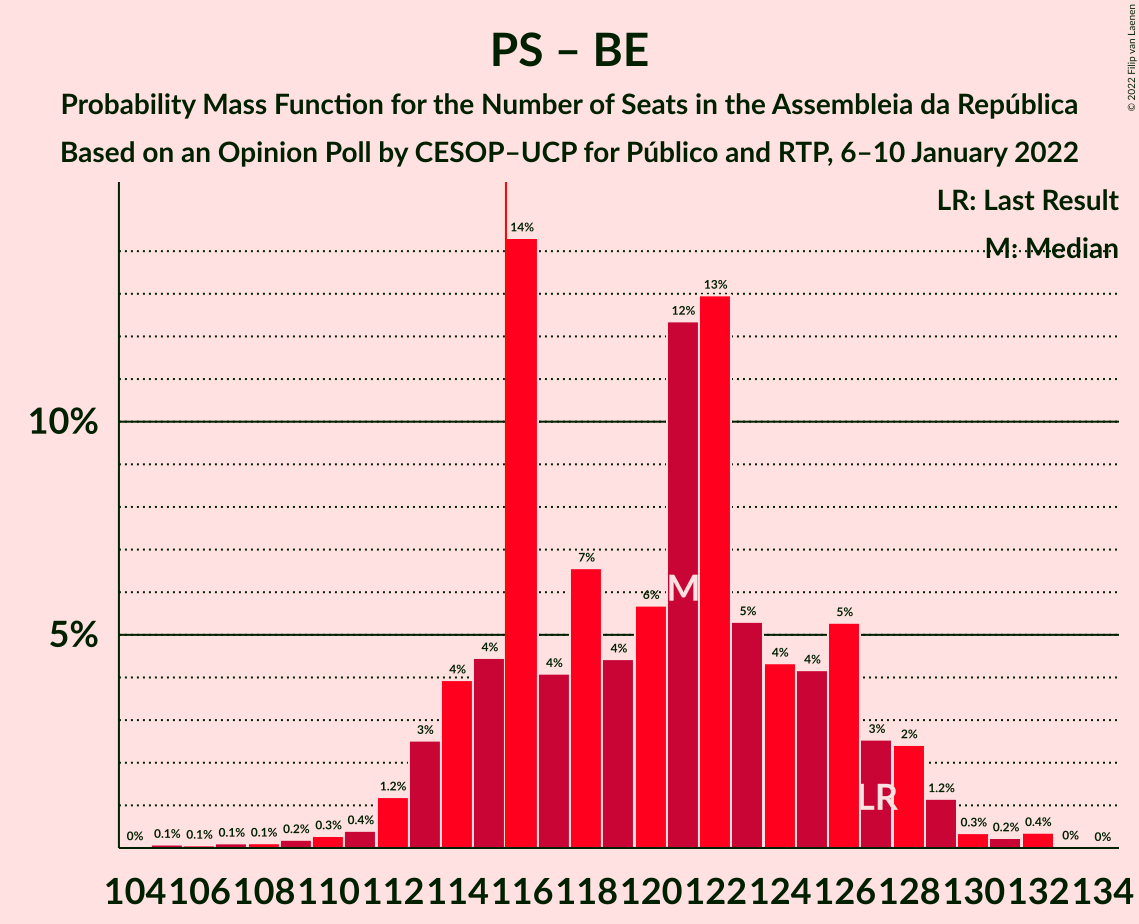 © 2022 Filip van Laenen
PS – BE
Probability Mass Function for the Number of Seats in the Assembleia da República
Based on an Opinion Poll by CESOP–UCP for Público and RTP, 6–10 January 2022
LR: Last Result
M: Median
10%
5%
0% 0.1% 0.1% 0.1% 0.1% 0.2% 0.3% 0.4% 1.2% 3% 4% 4% 14% 4% 7% 4% 6% 12% 13% 5% 4% 4% 5% 3% 2% 1.2% 0.3% 0.2% 0.4% 0% 0%
M
LR
104 106 108 110 112 114 116 118 120 122 124 126 128 130 132 134